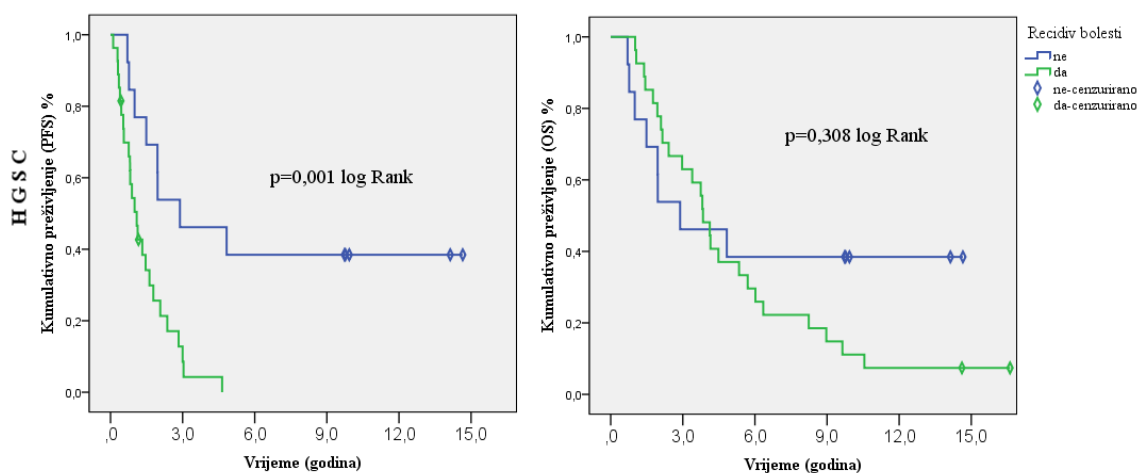 H G S C
Kumulativno preživljenje (PFS) %
1,0
0,8
0,6
0,4
0,2
0,0
p=0,001 log Rank
,0 3,0 6,0 9,0 12,0 15,0
Vrijeme (godina)
Kumulativno preživljenje (OS) %
1,0
0,8
0,6
0,4
0,2
0,0
p=0,308 log Rank
,0 3,0 6,0 9,0 12,0 15,0
Vrijeme (godina)
Recidiv bolesti
ne
da
ne-cenzurirano
da-cenzurirano